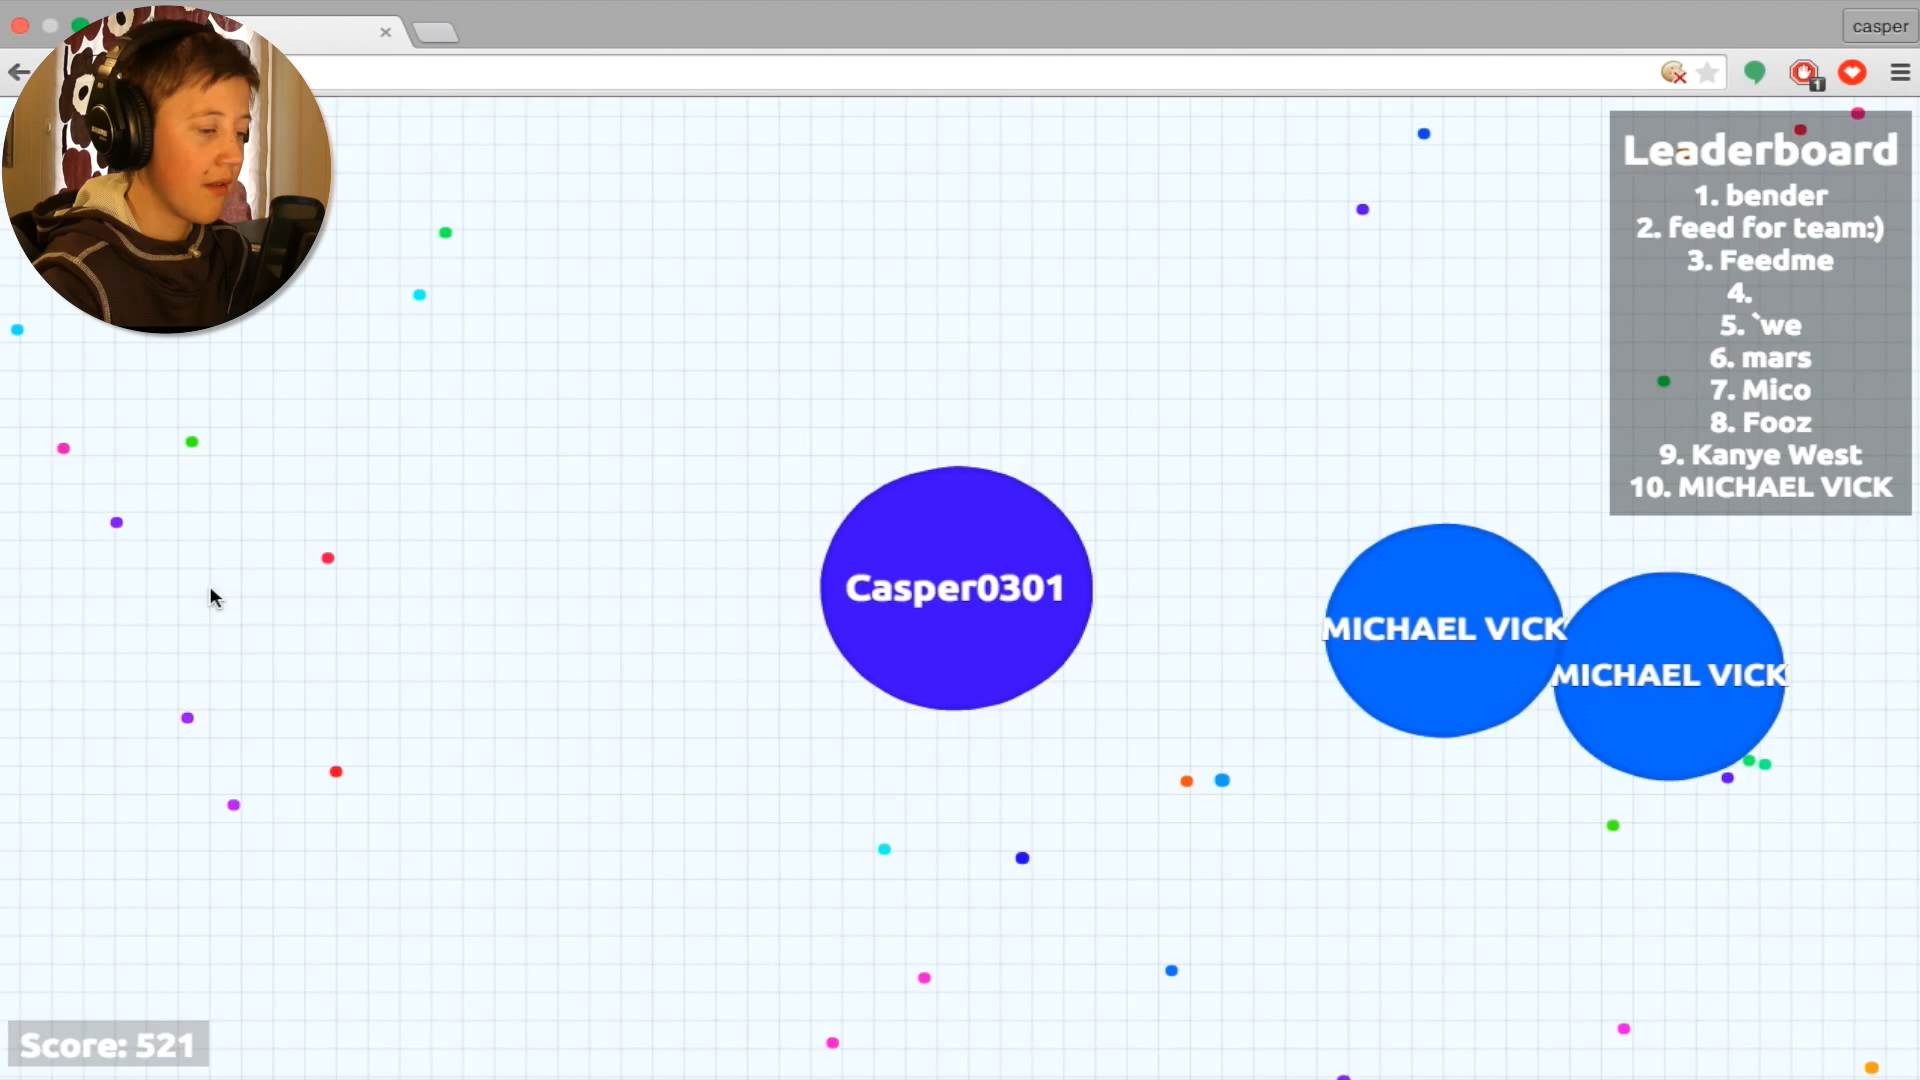 casper
1
Leaderboard
1. bender
2. feed for team:)
3. Feedme
4.
5. `we
6. mars
7. Mico
8. Fooz
9. Kanye West
10. MICHAEL VICK
Casper0301
MICHAEL VICK
MICHAEL VICK
Score: 521